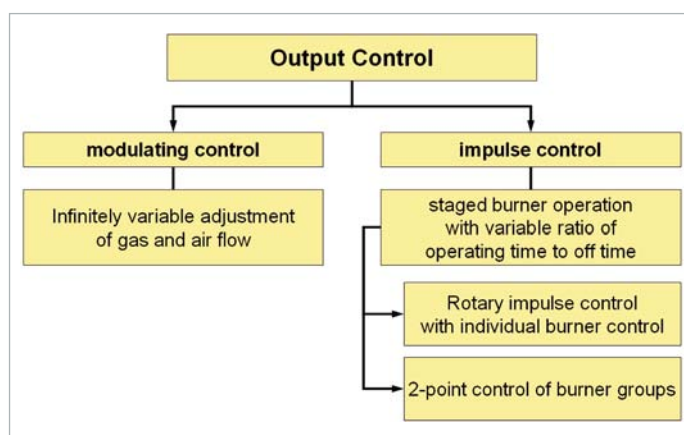 Output Control
modulating control
impulse control
Infinitely variable adjustment
of gas and air flow
staged burner operation
with variable ratio of
operating time to off time
Rotary impulse control
with individual burner control
2-point control of burner groups